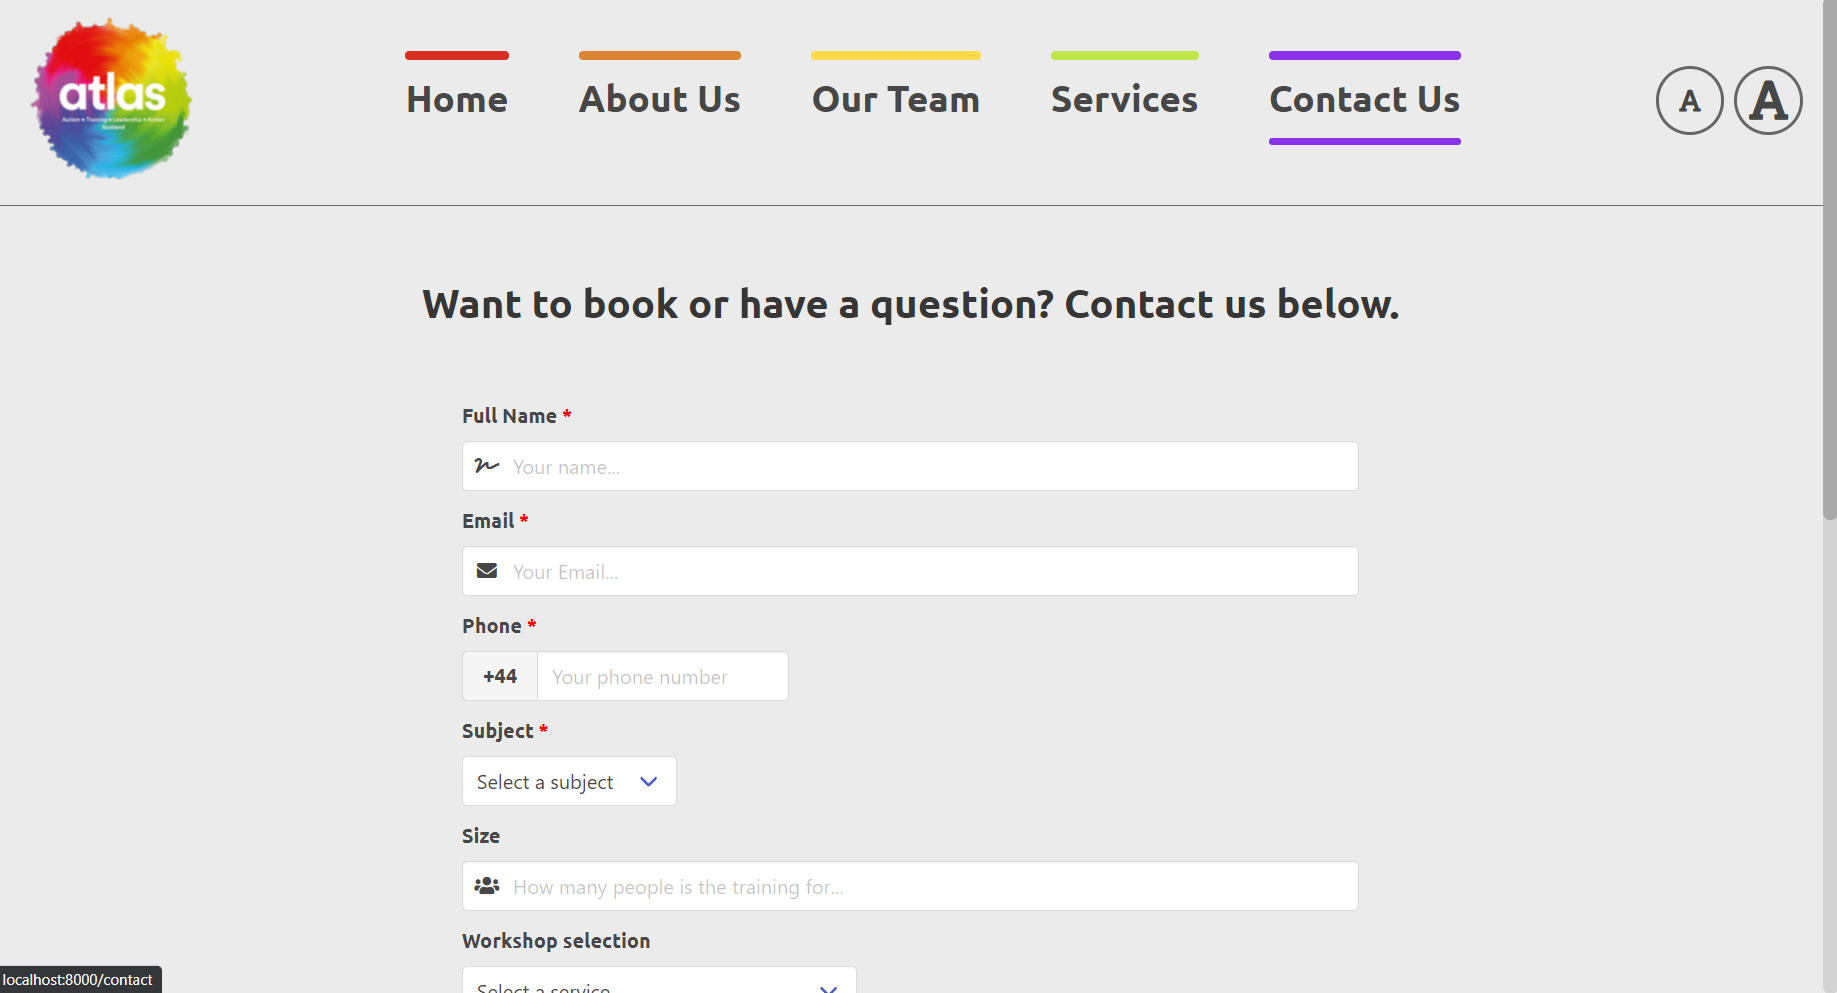 atlas
Autism • Training • Leadership • Action
Scotland
Home
About Us
Our Team
Services
Contact Us
A
A
Want to book or have a question? Contact us below.
Full Name *
Your name...
Email *
Your Email...
Phone *
+44
Your phone number
Subject *
Select a subject
Size
How many people is the training for...
Workshop selection
Select a service
localhost:8000/contact